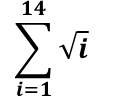 14
∑ √i
i=1